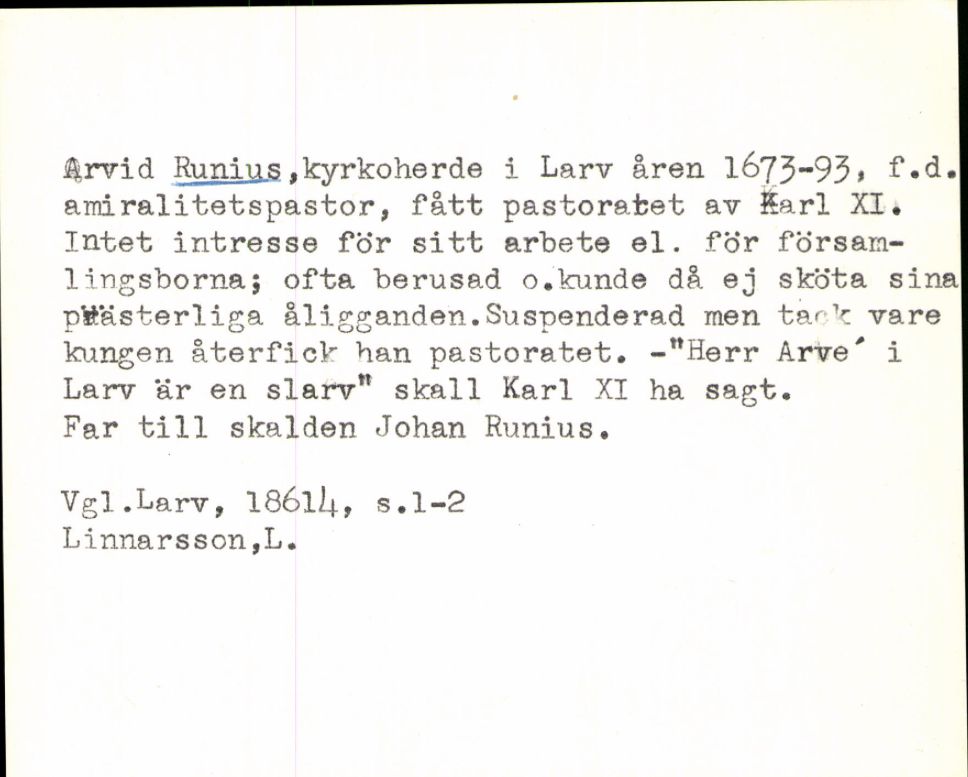 Arvid Runius,kyrkoherde i Larv åren 1673-93, f.d.
amiralitetspastor, fått pastoratet av Karl XI.
Intet intresse för sitt arbete el. för försam-
lingsborna; ofta berusad o.kunde då ej sköta sina
prästerliga åligganden.Suspenderad men tack vare
kungen återfick han pastoratet. -"Herr Arve´ i
Larv är en slarv" skall Karl XI ha sagt.
Far till skalden Johan Runius.
Vgl.Larv, 18614, s.1-2
Linnarsson,L.